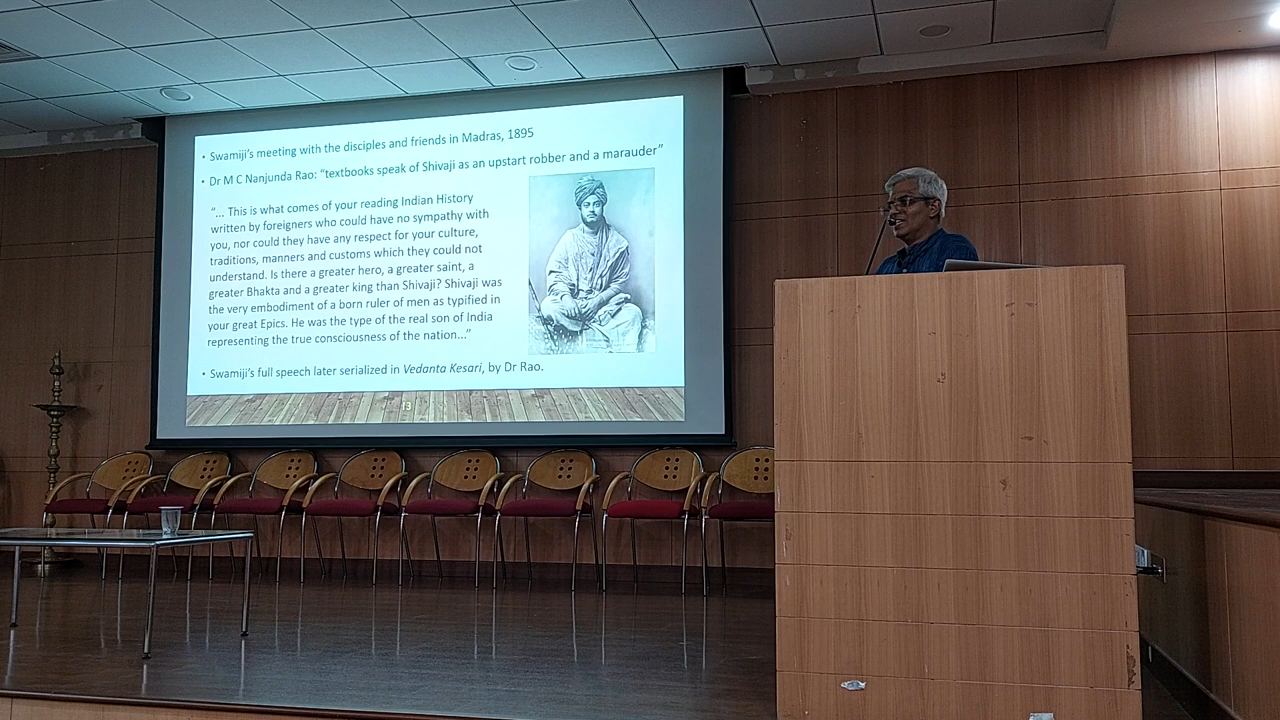 • Swamiji's meeting with the disciples and friends in Madras, 1895
• Dr M C Nanjunda Rao: “textbooks speak of Shivaji as an upstart robber and a marauder”
“... This is what comes of your reading Indian History
written by foreigners who could have no sympathy with
you, nor could they have any respect for your culture,
traditions, manners and customs which they could not
understand. Is there a greater hero, a greater saint, a
greater Bhakta and a greater king than Shivaji? Shivaji was
the very embodiment of a born ruler of men as typified in
your great Epics. He was the type of the real son of India
representing the true consciousness of the nation...”
• Swamiji's full speech later serialized in Vedanta Kesari, by Dr Rao.
13